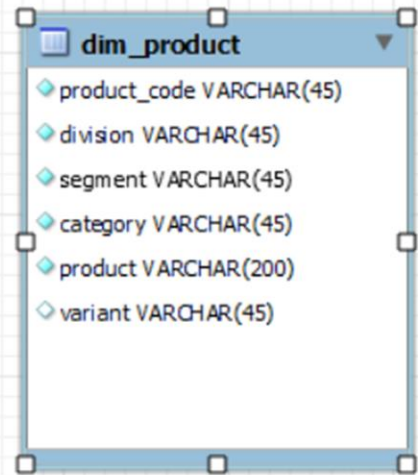 dim_product
product_code VARCHAR(45)
division VARCHAR(45)
segment VARCHAR(45)
category VARCHAR(45)
product VARCHAR(200)
variant VARCHAR(45)